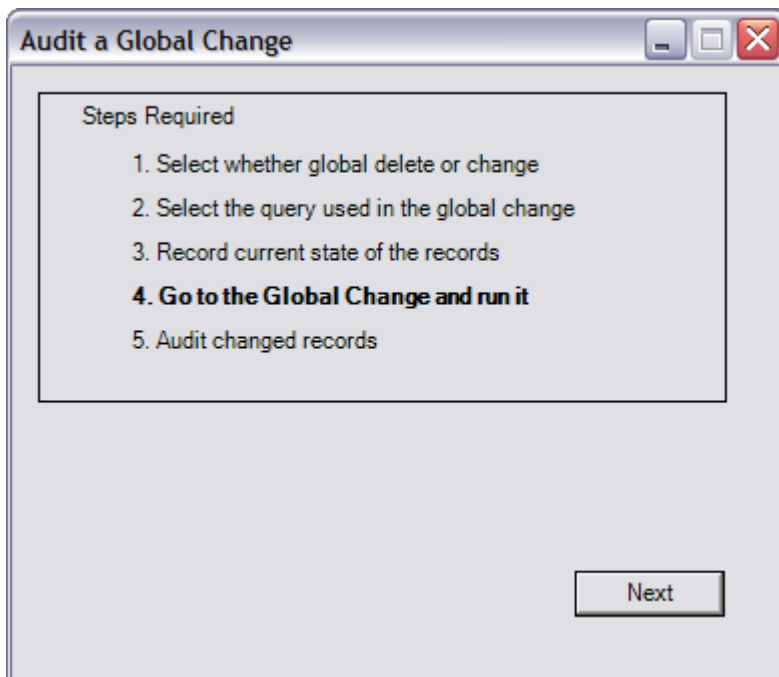 Audit a Global Change
Steps Required
1. Select whether global delete or change
2. Select the query used in the global change
3. Record current state of the records
4. Go to the Global Change and run it
5. Audit changed records
Next